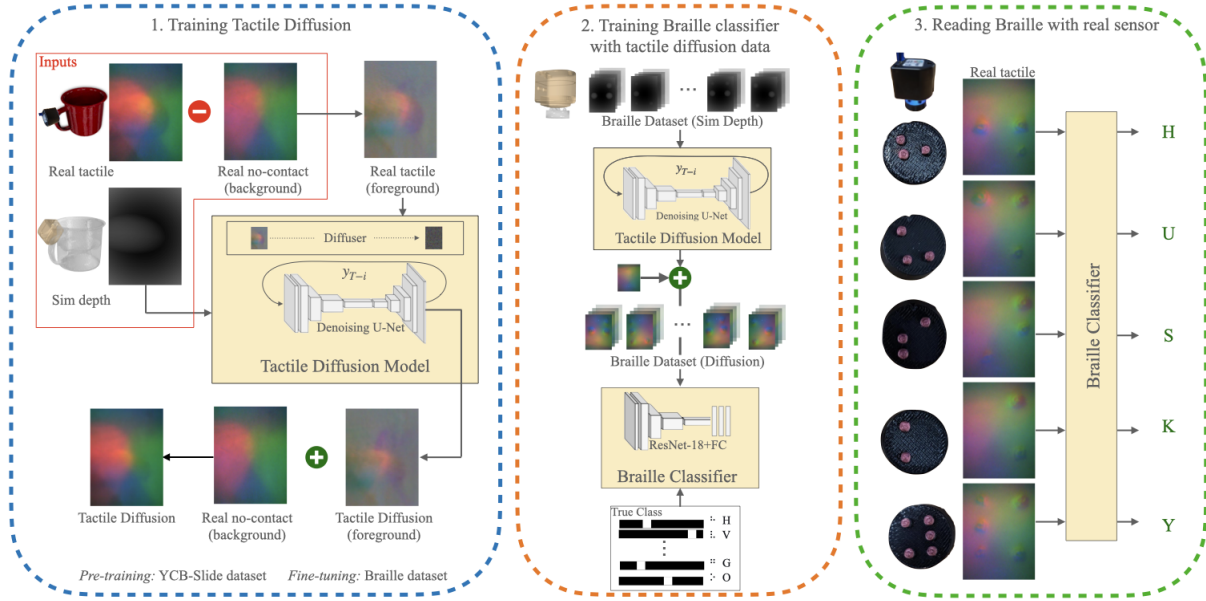 1. Training Tactile Diffusion
Inputs
Real tactile
Real no-contact
(background)
Real tactile
(foreground)
Sim depth
Diffuser
y_{T−i}
Denoising U-Net
Tactile Diffusion Model
Tactile Diffusion
Real no-contact
(background)
Tactile Diffusion
(foreground)
Pre-training: YCB-Slide dataset
Fine-tuning: Braille dataset
2. Training Braille classifier
with tactile diffusion data
Braille Dataset (Sim Depth)
y_{T−i}
Denoising U-Net
Tactile Diffusion Model
Braille Dataset (Diffusion)
ResNet-18+FC
Braille Classifier
True Class
H
V
G
O
3. Reading Braille with real sensor
Real tactile
Braille Classifier
H
U
S
K
Y